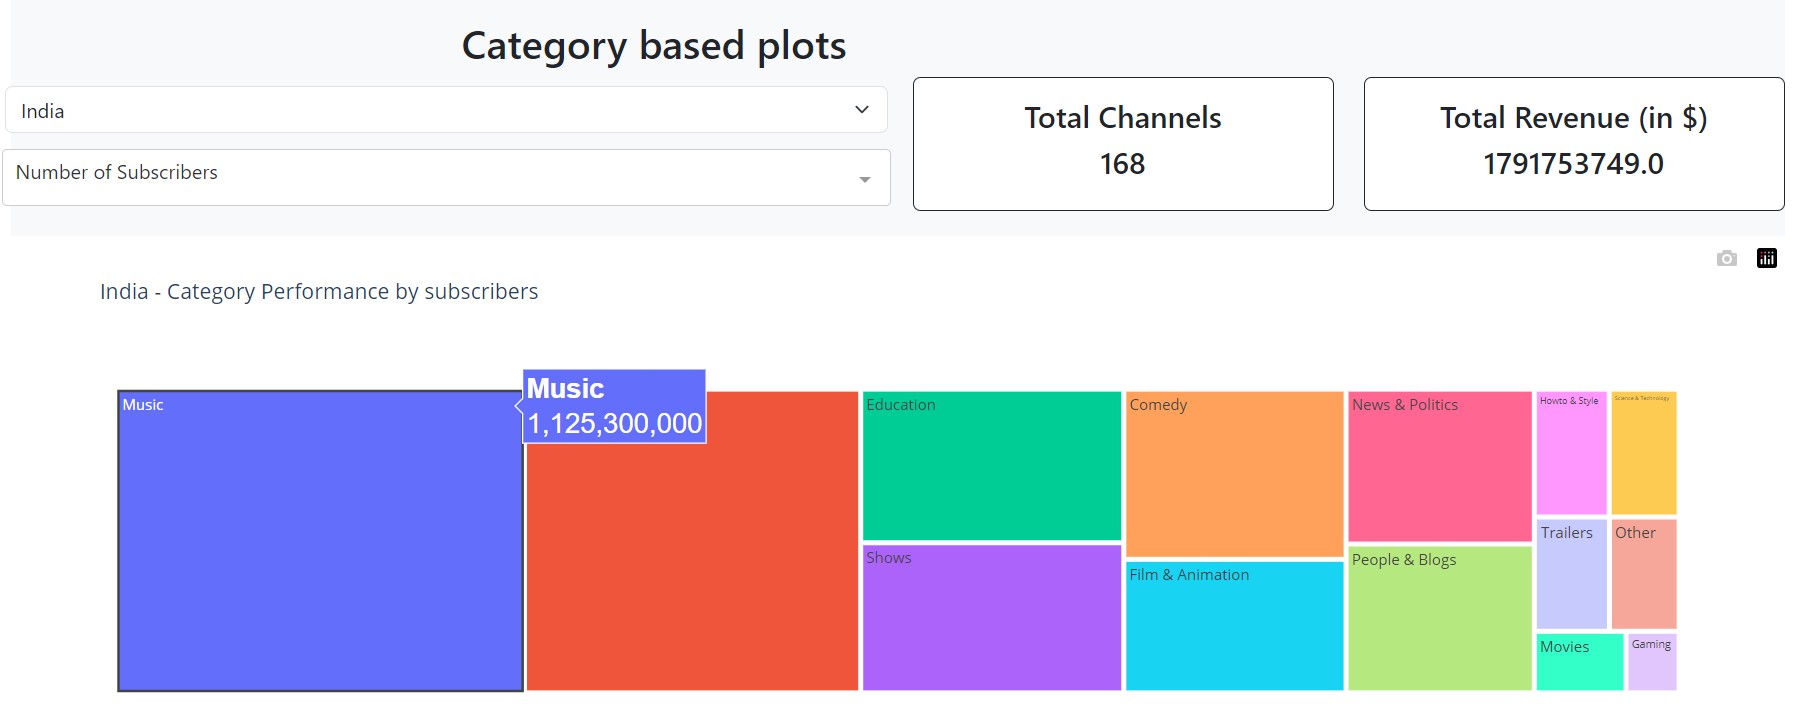 Category based plots
India
Number of Subscribers
Total Channels
168
Total Revenue (in $)
1791753749.0
India - Category Performance by subscribers
Music
Music
1,125,300,000
Education
Shows
Comedy
Film & Animation
News & Politics
People & Blogs
Howto & Style
Science & Technology
Trailers
Other
Movies
Gaming